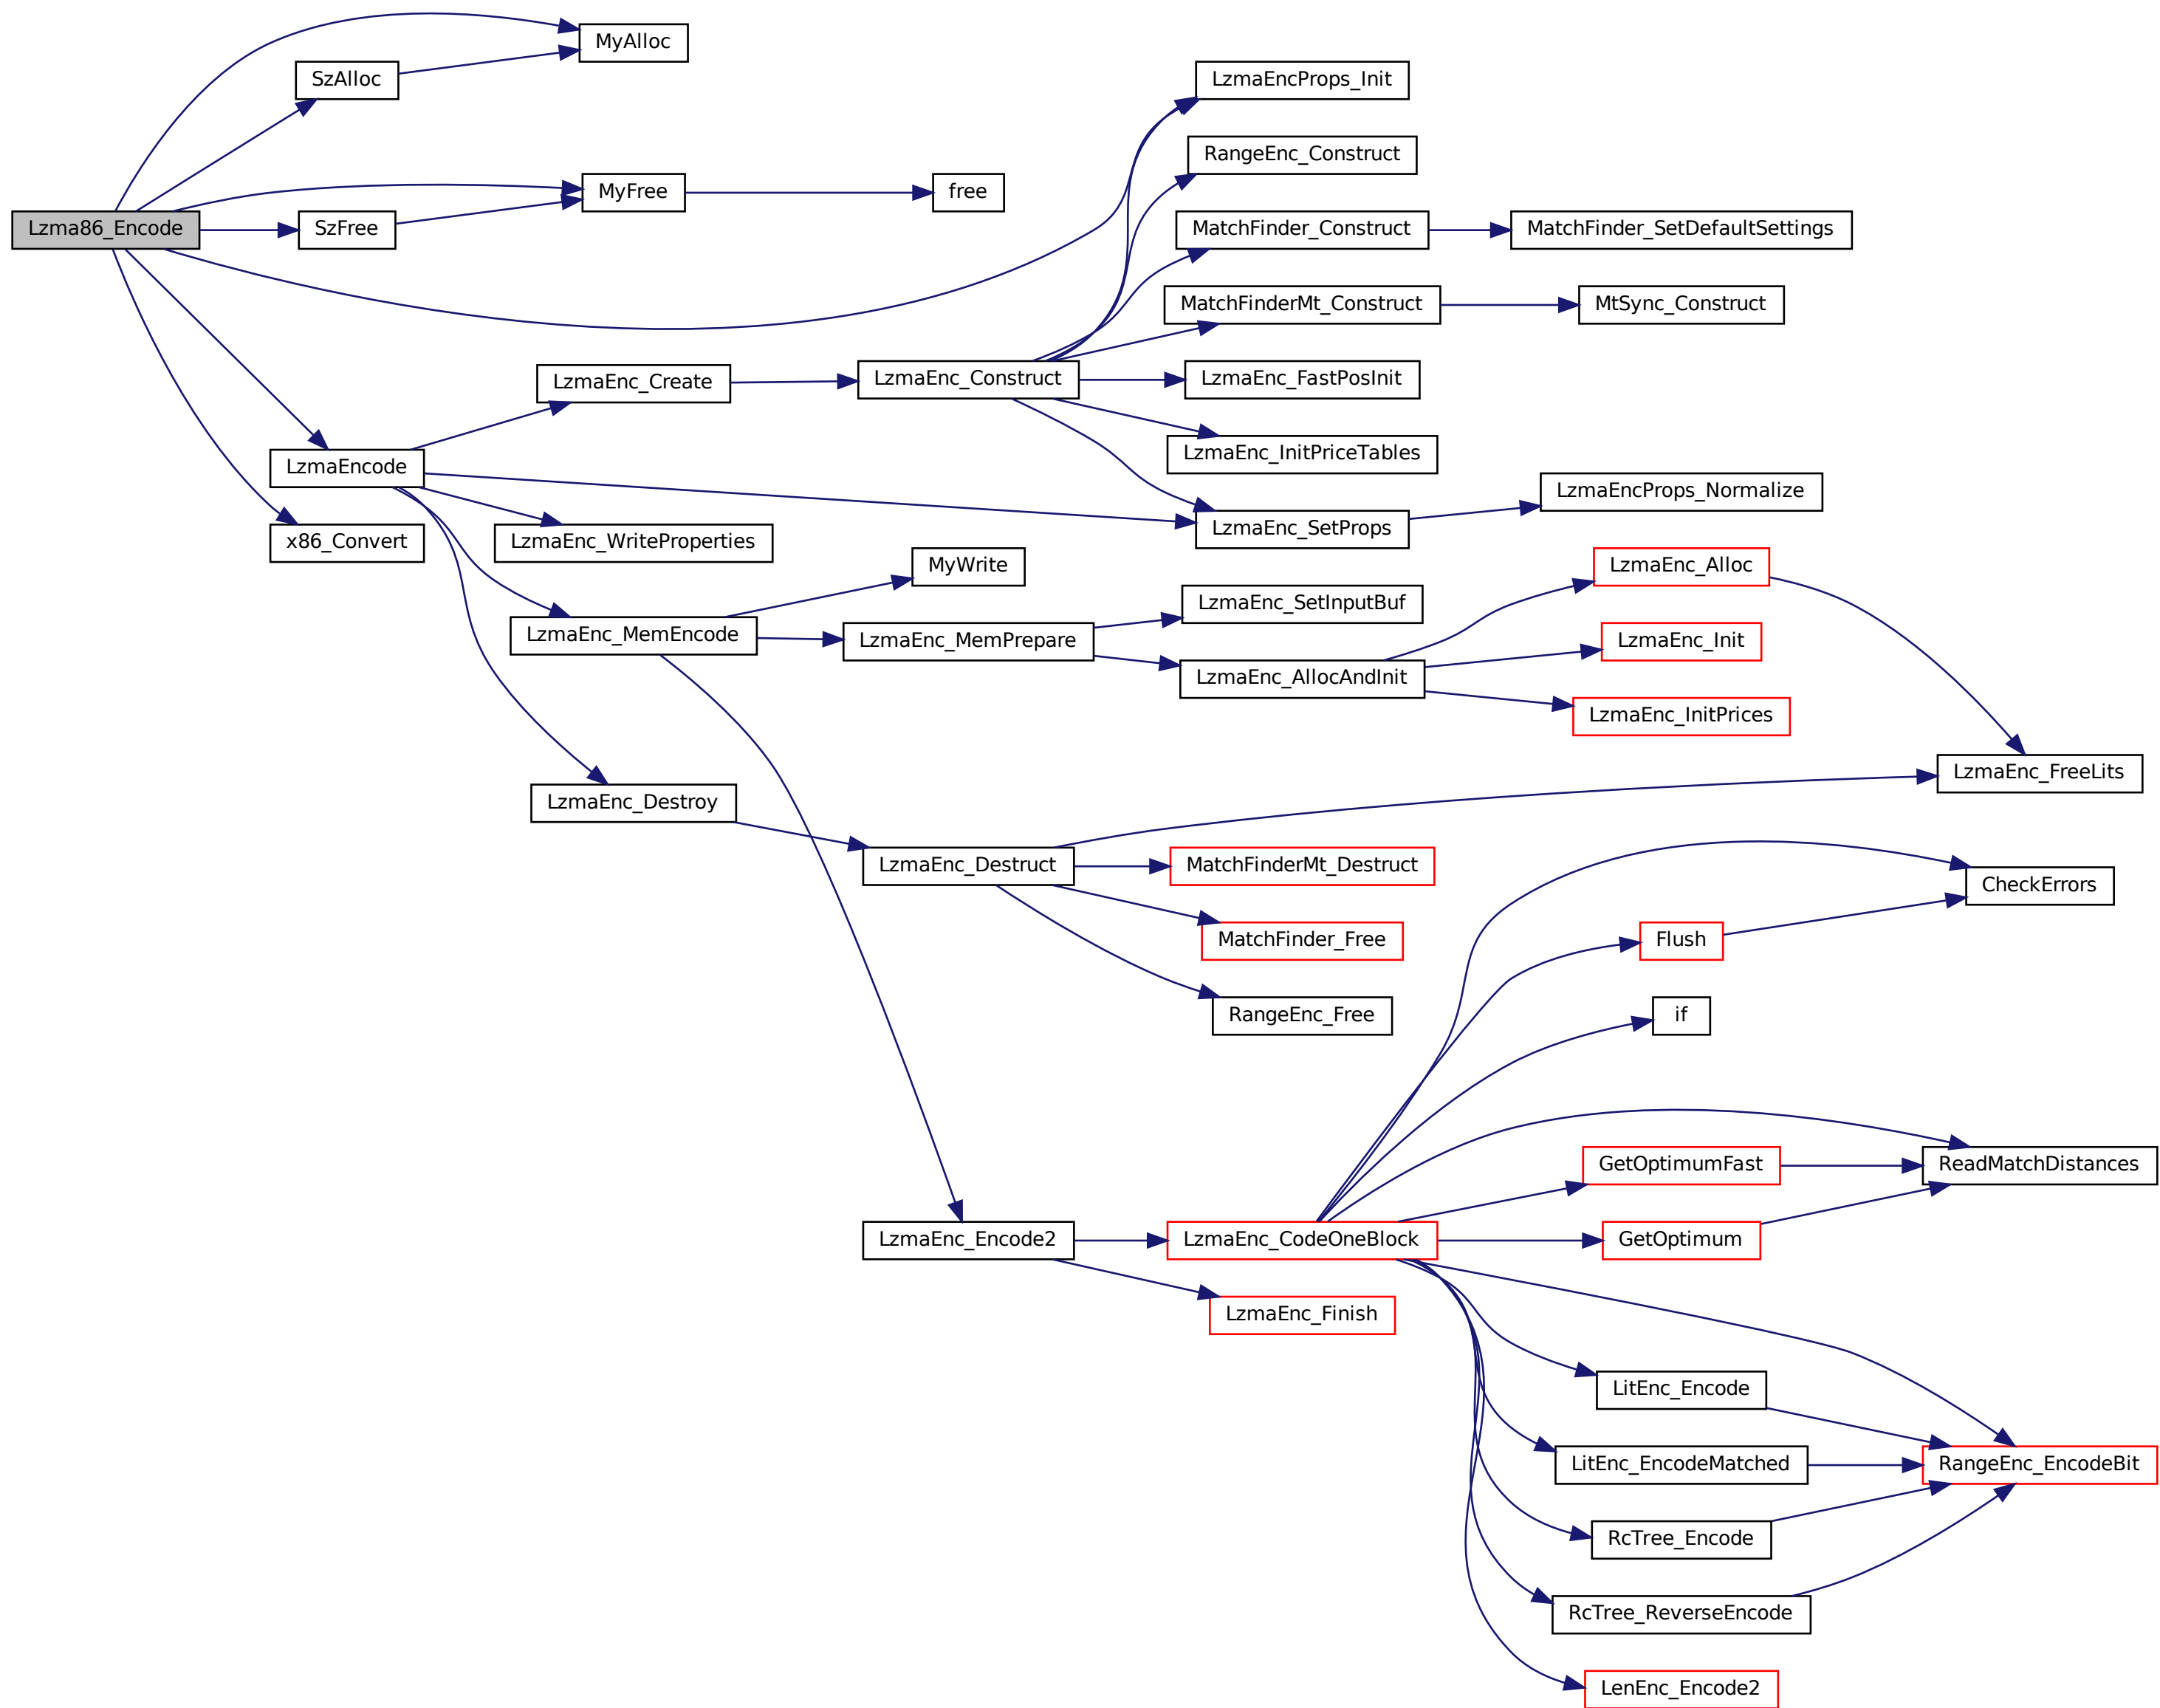 MyAlloc
SzAlloc
LzmaEncProps_Init
RangeEnc_Construct
MyFree
free
Lzma86_Encode
SzFree
MatchFinder_Construct
MatchFinder_SetDefaultSettings
MatchFinderMt_Construct
MtSync_Construct
LzmaEnc_Create
LzmaEnc_Construct
LzmaEnc_FastPosInit
LzmaEncode
LzmaEnc_InitPriceTables
LzmaEncProps_Normalize
x86_Convert
LzmaEnc_WriteProperties
LzmaEnc_SetProps
MyWrite
LzmaEnc_Alloc
LzmaEnc_SetInputBuf
LzmaEnc_MemEncode
LzmaEnc_MemPrepare
LzmaEnc_Init
LzmaEnc_AllocAndInit
LzmaEnc_InitPrices
LzmaEnc_FreeLits
LzmaEnc_Destroy
LzmaEnc_Destruct
MatchFinderMt_Destruct
CheckErrors
MatchFinder_Free
Flush
RangeEnc_Free
if
GetOptimumFast
ReadMatchDistances
LzmaEnc_Encode2
LzmaEnc_CodeOneBlock
GetOptimum
LzmaEnc_Finish
LitEnc_Encode
LitEnc_EncodeMatched
RangeEnc_EncodeBit
RcTree_Encode
RcTree_ReverseEncode
LenEnc_Encode2